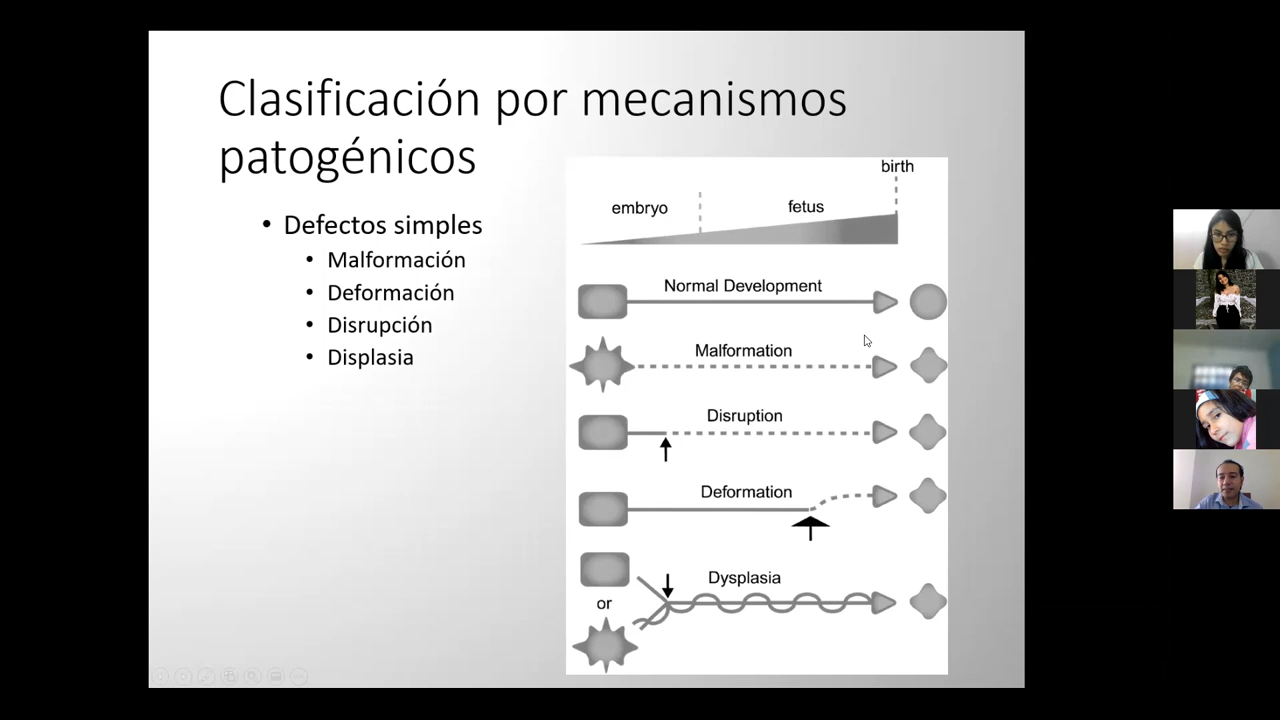 Clasificación por mecanismos
patogénicos
• Defectos simples
• Malformación
• Deformación
• Disrupción
• Displasia
birth
embryo
fetus
Normal Development
Malformation
Disruption
Deformation
Dysplasia
or